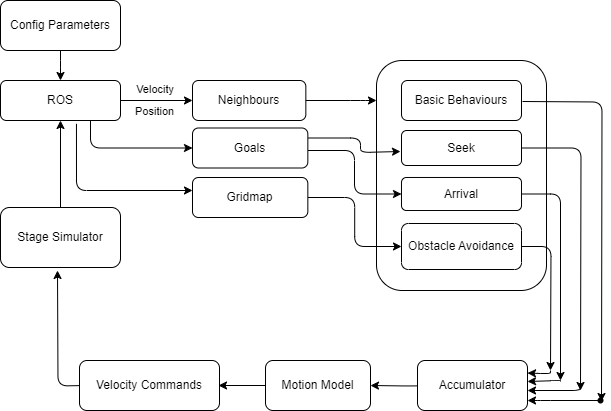 Config Parameters
ROS
Velocity
Position
Neighbours
Basic Behaviours
Goals
Seek
Gridmap
Arrival
Stage Simulator
Obstacle Avoidance
Velocity Commands
Motion Model
Accumulator